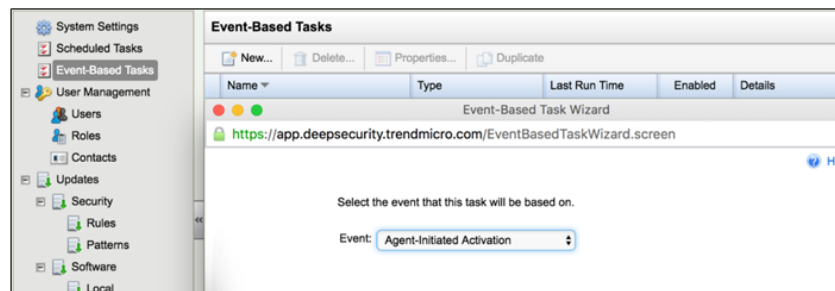 System Settings
Scheduled Tasks
Event-Based Tasks
User Management
Users
Roles
Contacts
Updates
Security
Rules
Patterns
Software
Local
Event-Based Tasks
New... Delete... Properties... Duplicate
Name Type Last Run Time Enabled Details
Event-Based Task Wizard
https://app.deepsecurity.trendmicro.com/EventBasedTaskWizard.screen
H
Select the event that this task will be based on.
Event: Agent-Initiated Activation